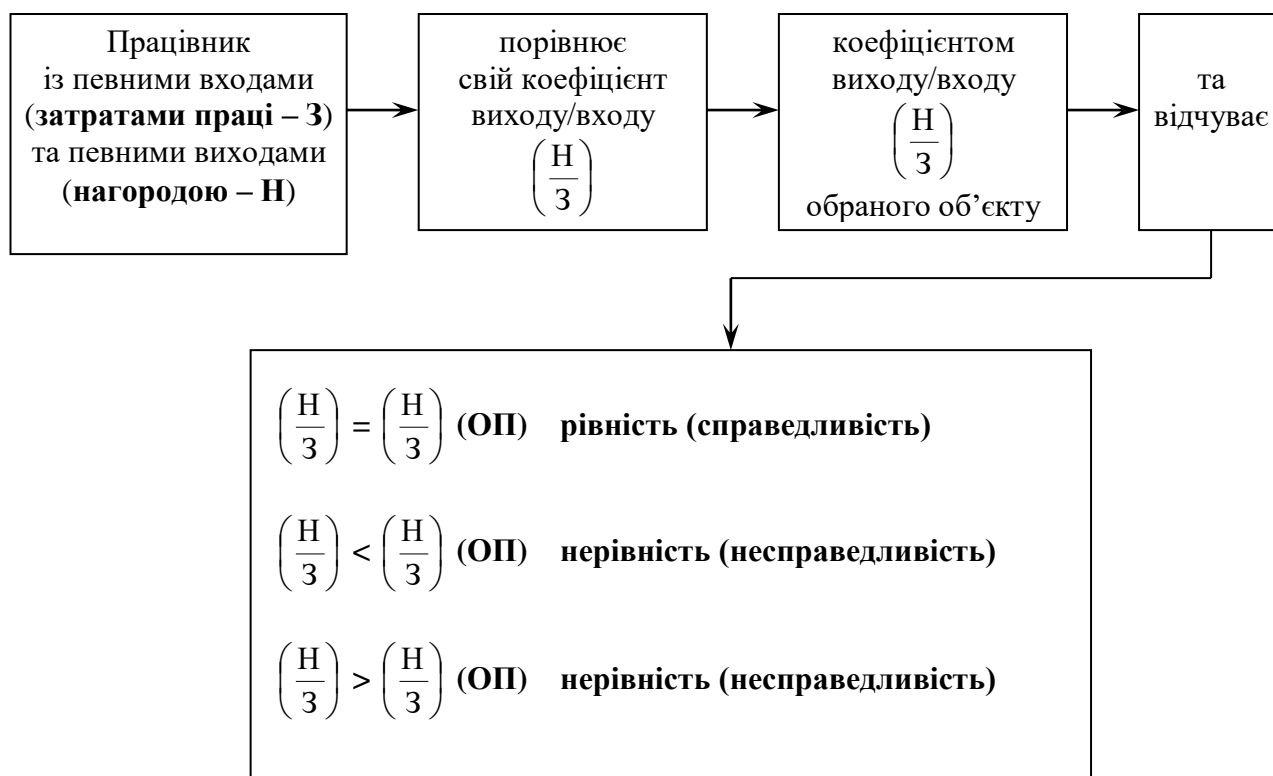 Працівник
із певними входами
(затратами праці – З)
та певними виходами
(нагородою – Н)
порівнює
свій коефіцієнт
виходу/входу
(Н/З)
коефіцієнтом
виходу/входу
(Н/З)
обраного об’єкту
та
відчуває
(Н/З) = (Н/З) (ОП) рівність (справедливість)
(Н/З) < (Н/З) (ОП) нерівність (несправедливість)
(Н/З) > (Н/З) (ОП) нерівність (несправедливість)